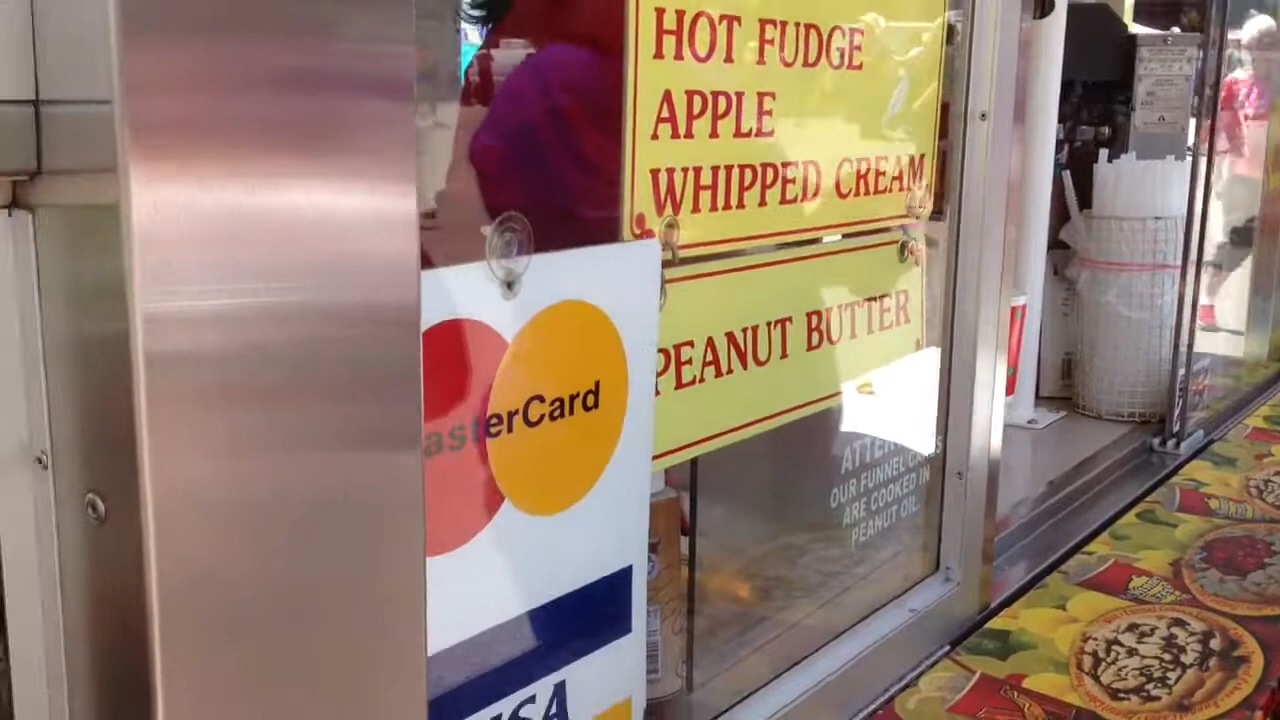 HOT FUDGE
APPLE
WHIPPED CREAM
PEANUT BUTTER
asterCard
OUR FUNNEL CAKES
ARE COOKED IN
PEANUT OIL.